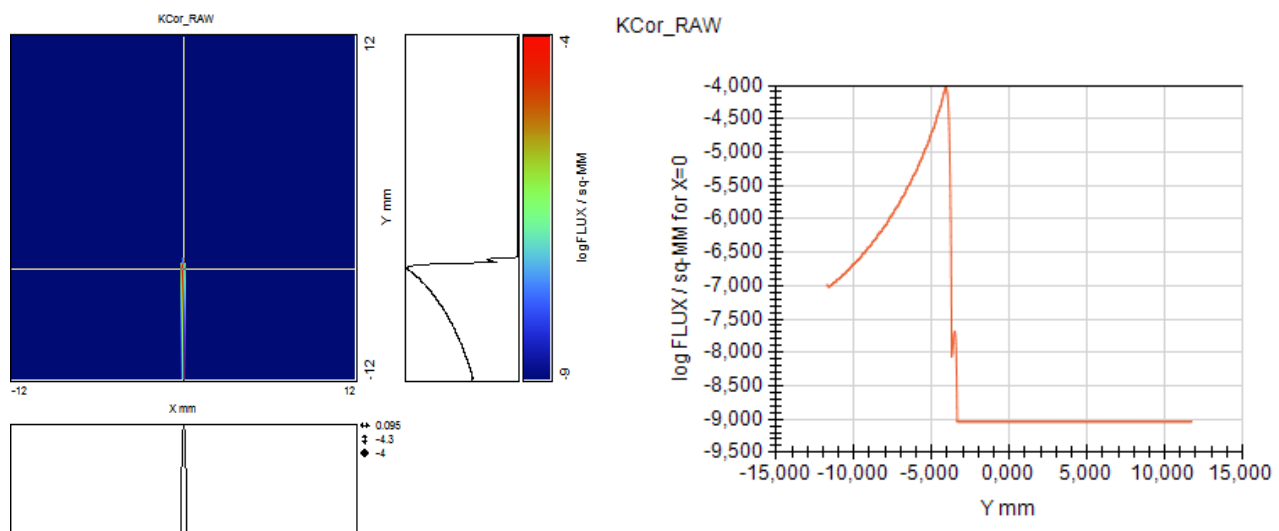 KCor_RAW
12
-12
Y mm
-4
-9
logFLUX / sq-MM
-12
12
X mm
0.095
-4.3
-4
KCor_RAW
-4,000
-4,500
-5,000
-5,500
-6,000
-6,500
-7,000
-7,500
-8,000
-8,500
-9,000
-9,500
log FLUX / sq-MM for X=0
-15,000 -10,000 -5,000 0,000 5,000 10,000 15,000
Y mm